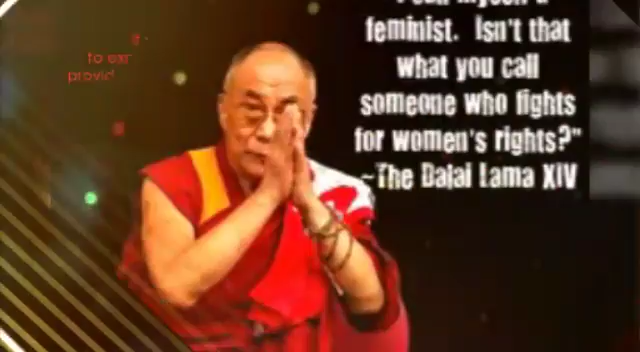 feminist. Isn't that
what you call
someone who fights
for women's rights?"
~The Dalai Lama XIV